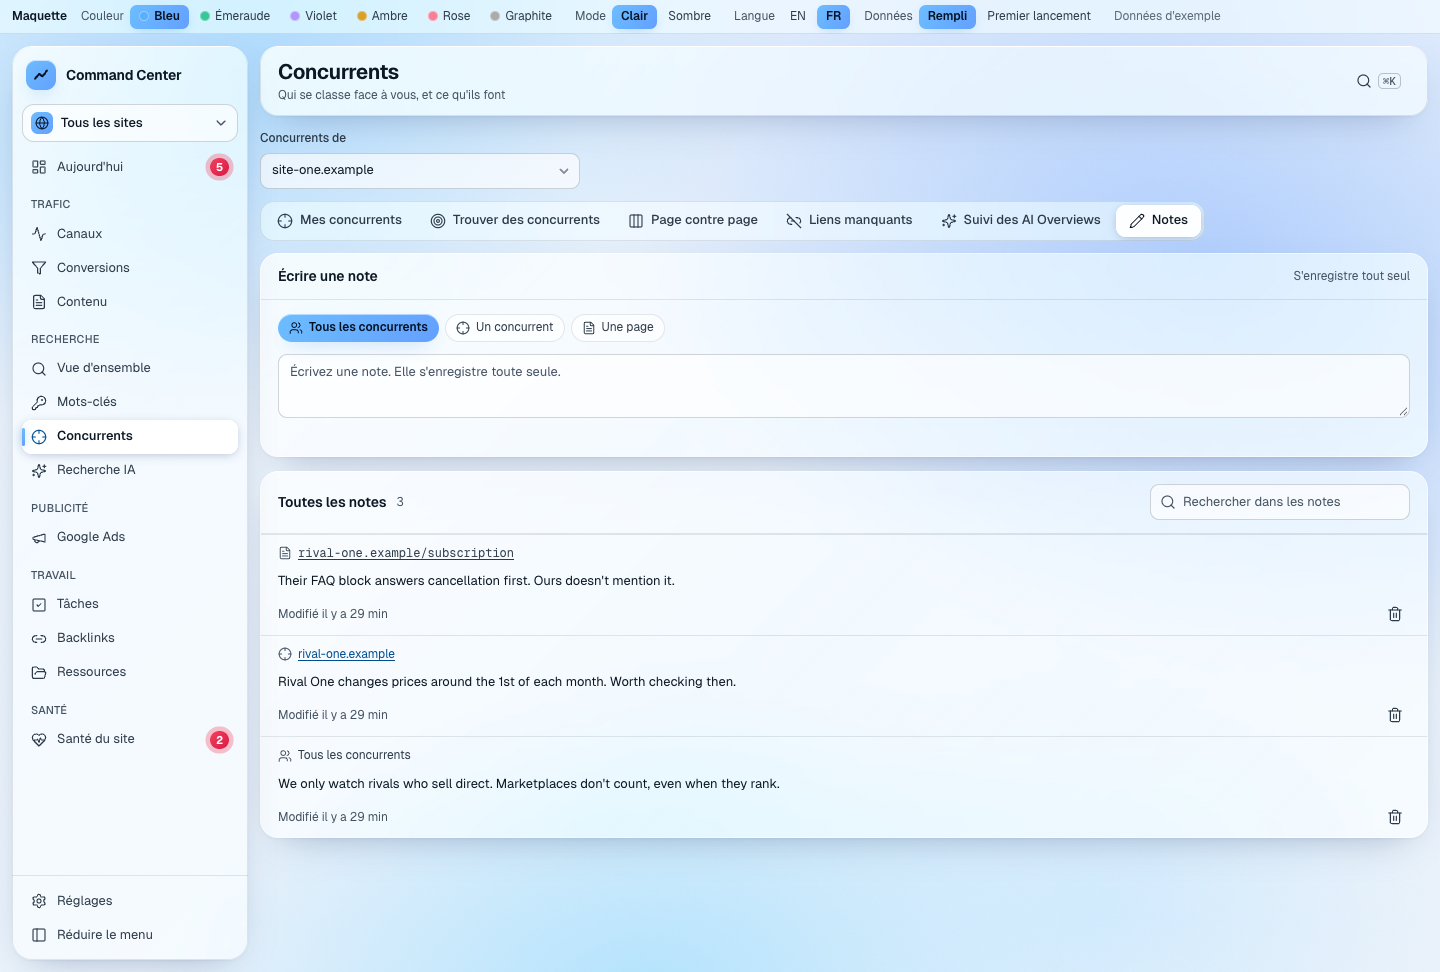 Maquette Couleur Bleu Émeraude Violet Ambre Rose Graphite Mode Clair Sombre Langue EN FR Données Rempli Premier lancement Données d'exemple
Command Center
Tous les sites
Aujourd'hui 5
TRAFIC
Canaux
Conversions
Contenu
RECHERCHE
Vue d'ensemble
Mots-clés
Concurrents
Recherche IA
PUBLICITÉ
Google Ads
TRAVAIL
Tâches
Backlinks
Ressources
SANTÉ
Santé du site 2
Réglages
Réduire le menu
Concurrents
Qui se classe face à vous, et ce qu'ils font
⌘K
Concurrents de
site-one.example
Mes concurrents Trouver des concurrents Page contre page Liens manquants Suivi des AI Overviews Notes
Écrire une note S'enregistre tout seul
Tous les concurrents Un concurrent Une page
Écrivez une note. Elle s'enregistre toute seule.
Toutes les notes 3 Rechercher dans les notes
rival-one.example/subscription
Their FAQ block answers cancellation first. Ours doesn't mention it.
Modifié il y a 29 min
rival-one.example
Rival One changes prices around the 1st of each month. Worth checking then.
Modifié il y a 29 min
Tous les concurrents
We only watch rivals who sell direct. Marketplaces don't count, even when they rank.
Modifié il y a 29 min